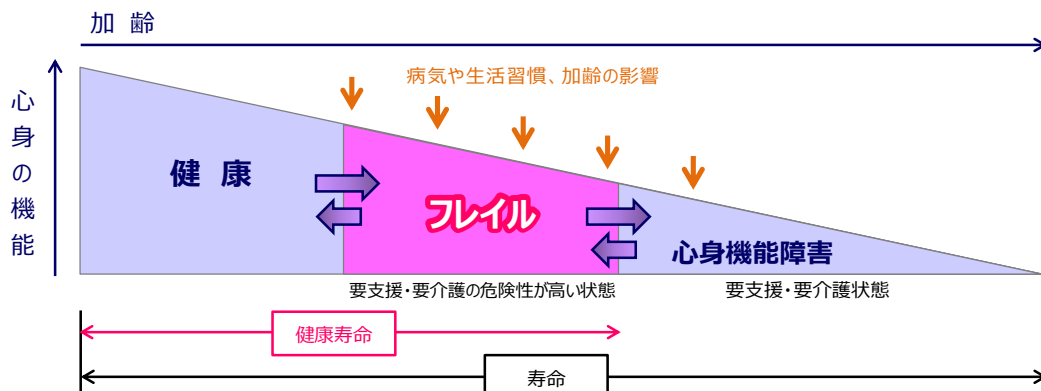 加 齢
心身の機能
病気や生活習慣、加齢の影響
健 康
フレイル
心身機能障害
要支援・要介護の危険性が高い状態
要支援・要介護状態
健康寿命
寿命